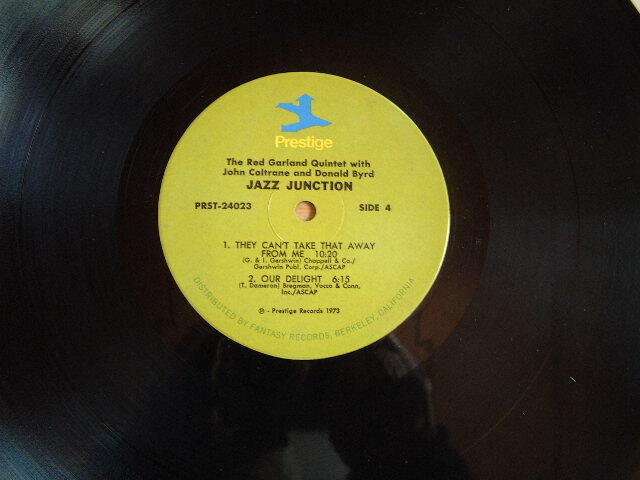 Prestige
The Red Garland Quintet with
John Coltrane and Donald Byrd
JAZZ JUNCTION
PRST-24023 SIDE 4
1. THEY CAN'T TAKE THAT AWAY
FROM ME 10:20
(G. & I. Gershwin) Chappell & Co./
Gershwin Publ. Corp./ASCAP
2. OUR DELIGHT 6:15
(T. Dameron) Bregman, Vocco & Conn,
Inc./ASCAP
℗ - Prestige Records 1973
DISTRIBUTED BY FANTASY RECORDS, BERKELEY, CALIFORNIA